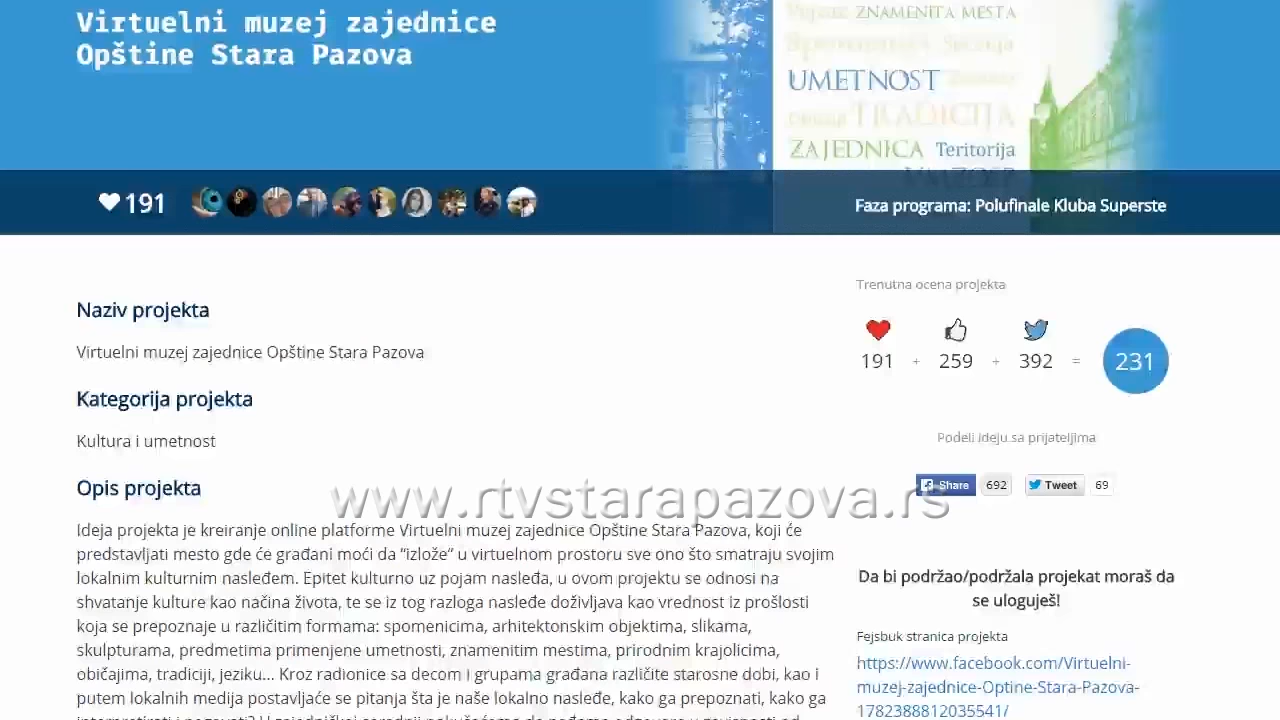 Virtuelni muzej zajednice
Opštine Stara Pazova
ZNAMENITA MESTA
UMETNOST
TRADICIJA
ZAJEDNICA Teritorija
191
Faza programa: Polufinale Kluba Superste
Naziv projekta
Virtuelni muzej zajednice Opštine Stara Pazova
Kategorija projekta
Kultura i umetnost
Opis projekta
Ideja projekta je kreiranje online platforme Virtuelni muzej zajednice Opštine Stara Pazova, koji će
predstavljati mesto gde će građani moći da “izlože“ u virtuelnom prostoru sve ono što smatraju svojim
lokalnim kulturnim nasleđem. Epitet kulturno uz pojam nasleđa, u ovom projektu se odnosi na
shvatanje kulture kao načina života, te se iz tog razloga nasleđe doživljava kao vrednost iz prošlosti
koja se prepoznaje u različitim formama: spomenicima, arhitektonskim objektima, slikama,
skulpturama, predmetima primenjene umetnosti, znamenitim mestima, prirodnim krajolicima,
običajima, tradiciji, jeziku... Kroz radionice sa decom i grupama građana različite starosne dobi, kao i
putem lokalnih medija postavljaće se pitanja šta je naše lokalno nasleđe, kako ga prepoznati, kako ga
www.rtvstarapazova.rs
Trenutna ocena projekta
191 + 259 + 392 = 231
Podeli ideju sa prijateljima
Share 692 Tweet 69
Da bi podržao/podržala projekat moraš da
se uloguješ!
Fejsbuk stranica projekta
https://www.facebook.com/Virtuelni-
muzej-zajednice-Optine-Stara-Pazova-
1782388812035541/